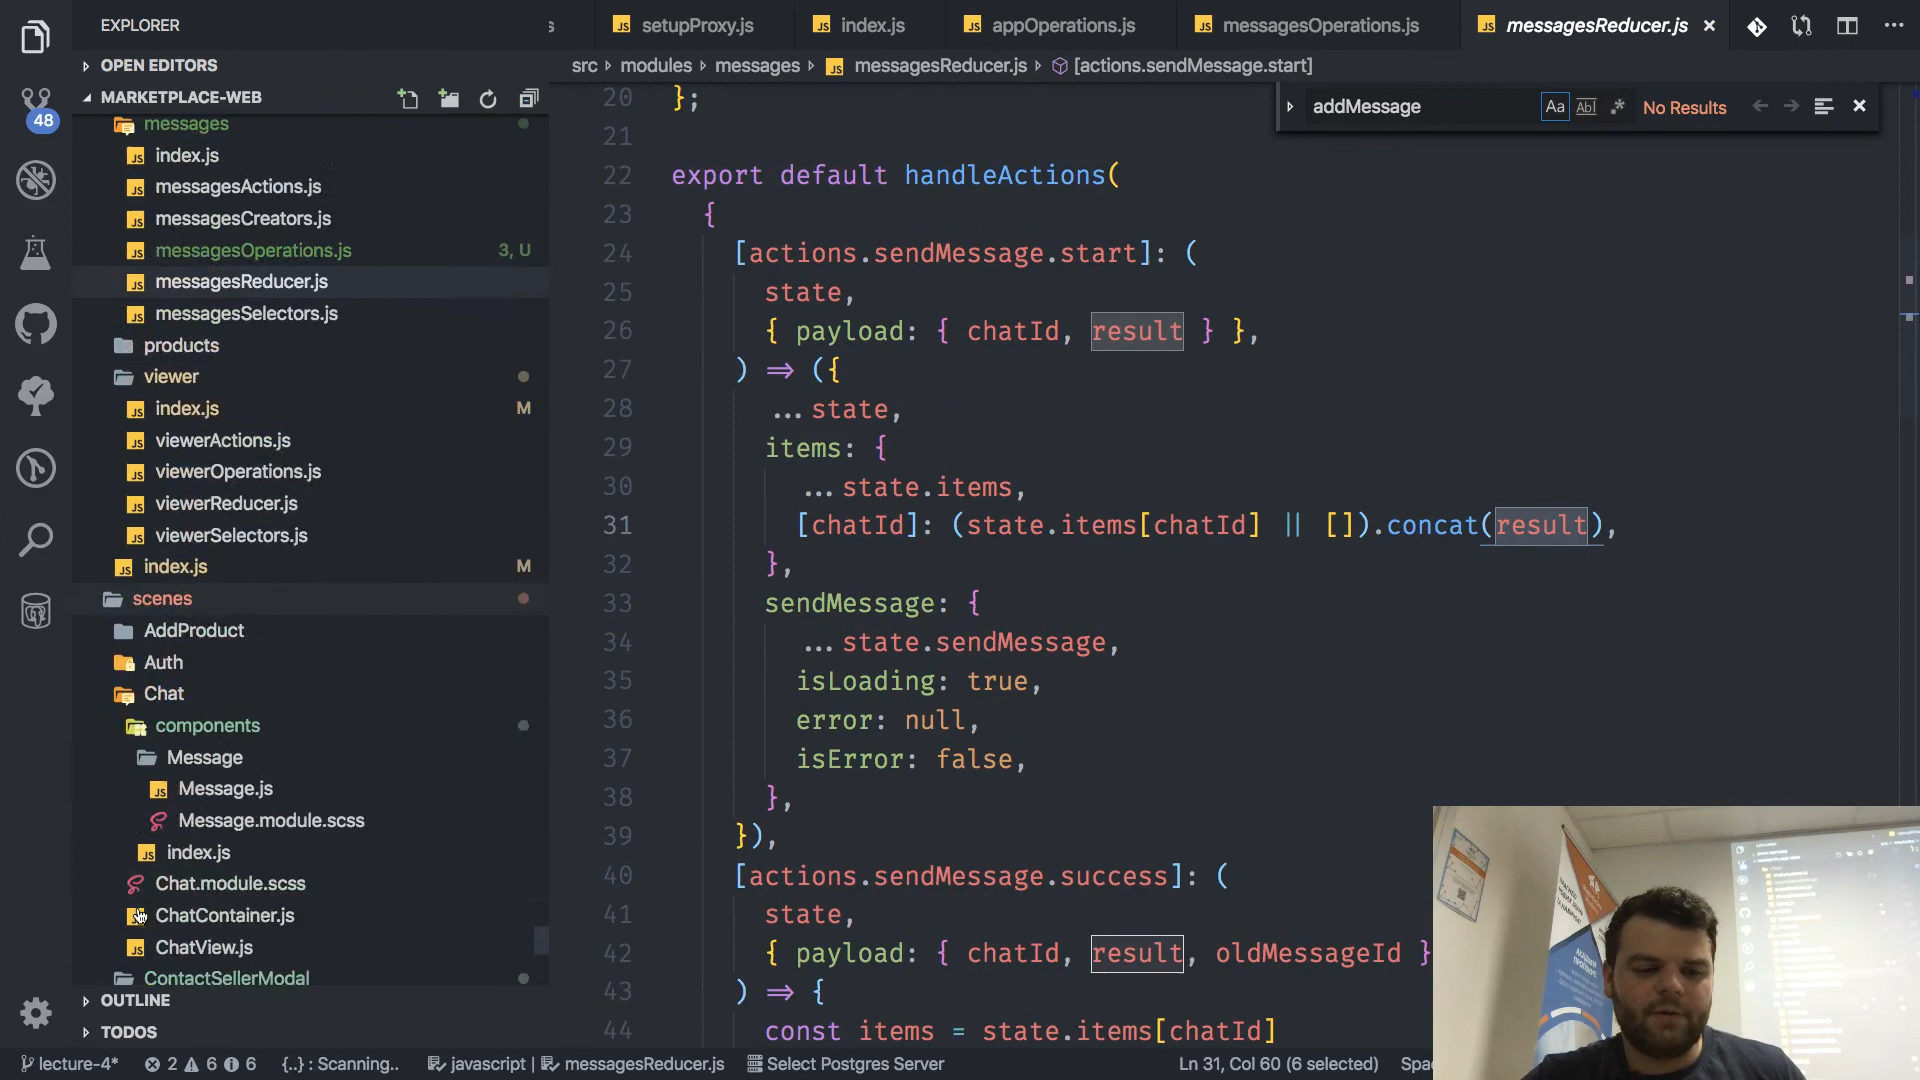 EXPLORER
OPEN EDITORS
MARKETPLACE-WEB
messages
index.js
messagesActions.js
messagesCreators.js
messagesOperations.js 3, U
messagesReducer.js
messagesSelectors.js
products
viewer
index.js M
viewerActions.js
viewerOperations.js
viewerReducer.js
viewerSelectors.js
index.js M
scenes
AddProduct
Auth
Chat
components
Message
Message.js
Message.module.scss
index.js
Chat.module.scss
ChatContainer.js
ChatView.js
ContactSellerModal
OUTLINE
TODOS
48
s setupProxy.js index.js appOperations.js messagesOperations.js messagesReducer.js
src › modules › messages › messagesReducer.js › [actions.sendMessage.start]
addMessage Aa Abl .* No Results
20 };
21
22 export default handleActions(
23 {
24 [actions.sendMessage.start]: (
25 state,
26 { payload: { chatId, result } },
27 ) ⇒ ({
28 ...state,
29 items: {
30 ...state.items,
31 [chatId]: (state.items[chatId] || []).concat(result),
32 },
33 sendMessage: {
34 ...state.sendMessage,
35 isLoading: true,
36 error: null,
37 isError: false,
38 },
39 }),
40 [actions.sendMessage.success]: (
41 state,
42 { payload: { chatId, result, oldMessageId }
43 ) ⇒ {
44 const items = state.items[chatId]
lecture-4* 2 6 6 {..} : Scanning.. javascript | messagesReducer.js Select Postgres Server Ln 31, Col 60 (6 selected) Spa